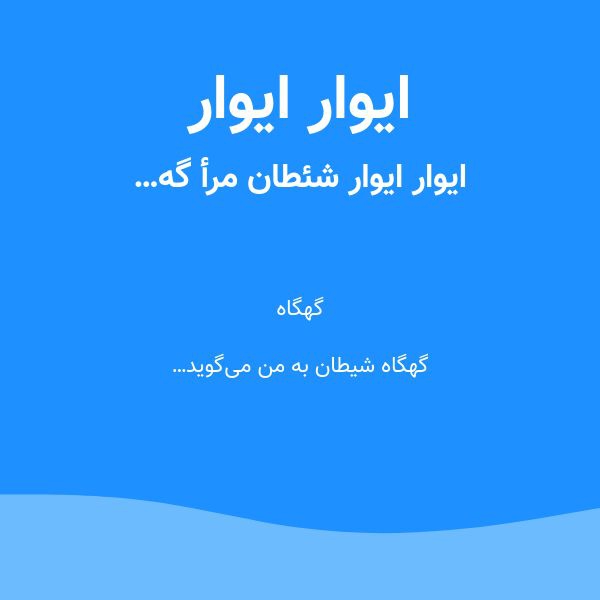 ایوار ایوار
ایوار ایوار شئطان مرأ گه...
گهگاه
گهگاه شیطان به من می‌گوید...